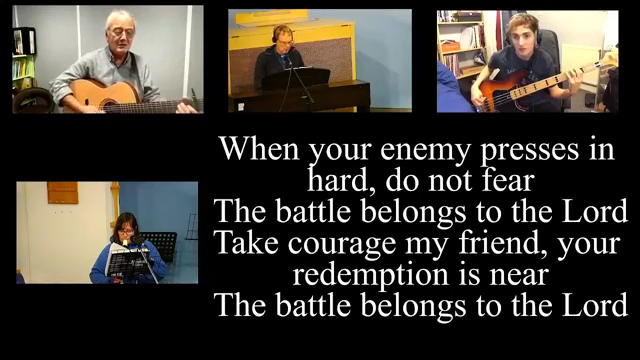 When your enemy presses in
hard, do not fear
The battle belongs to the Lord
Take courage my friend, your
redemption is near
The battle belongs to the Lord